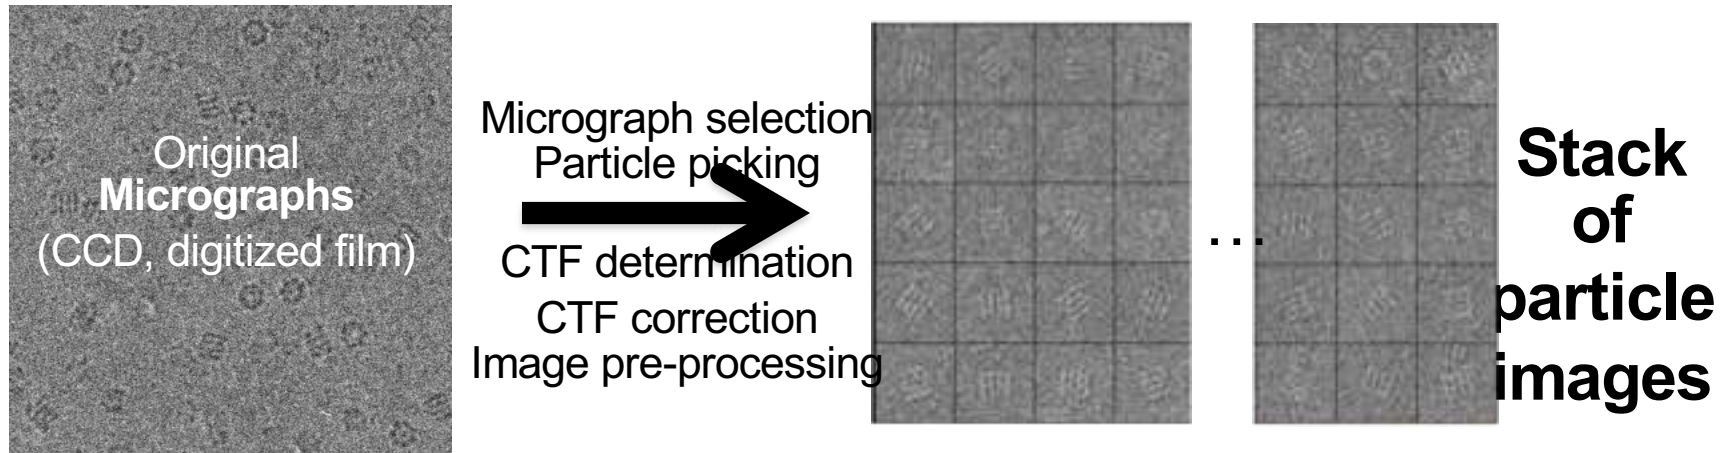 Original
Micrographs
(CCD, digitized film)
Micrograph selection
Particle picking
CTF determination
CTF correction
Image pre-processing
…
Stack
of
particle
images